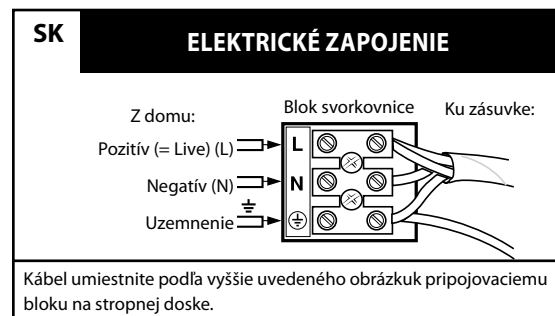 SK
ELEKTRICKÉ ZAPOJENIE
Z domu:
Blok svorkovnice
Ku zásuvke:
Pozitív (= Live) (L)
L
Negatív (N)
N
Uzemnenie
Kábel umiestnite podľa vyššie uvedeného obrázkuk pripojovaciemu
bloku na stropnej doske.